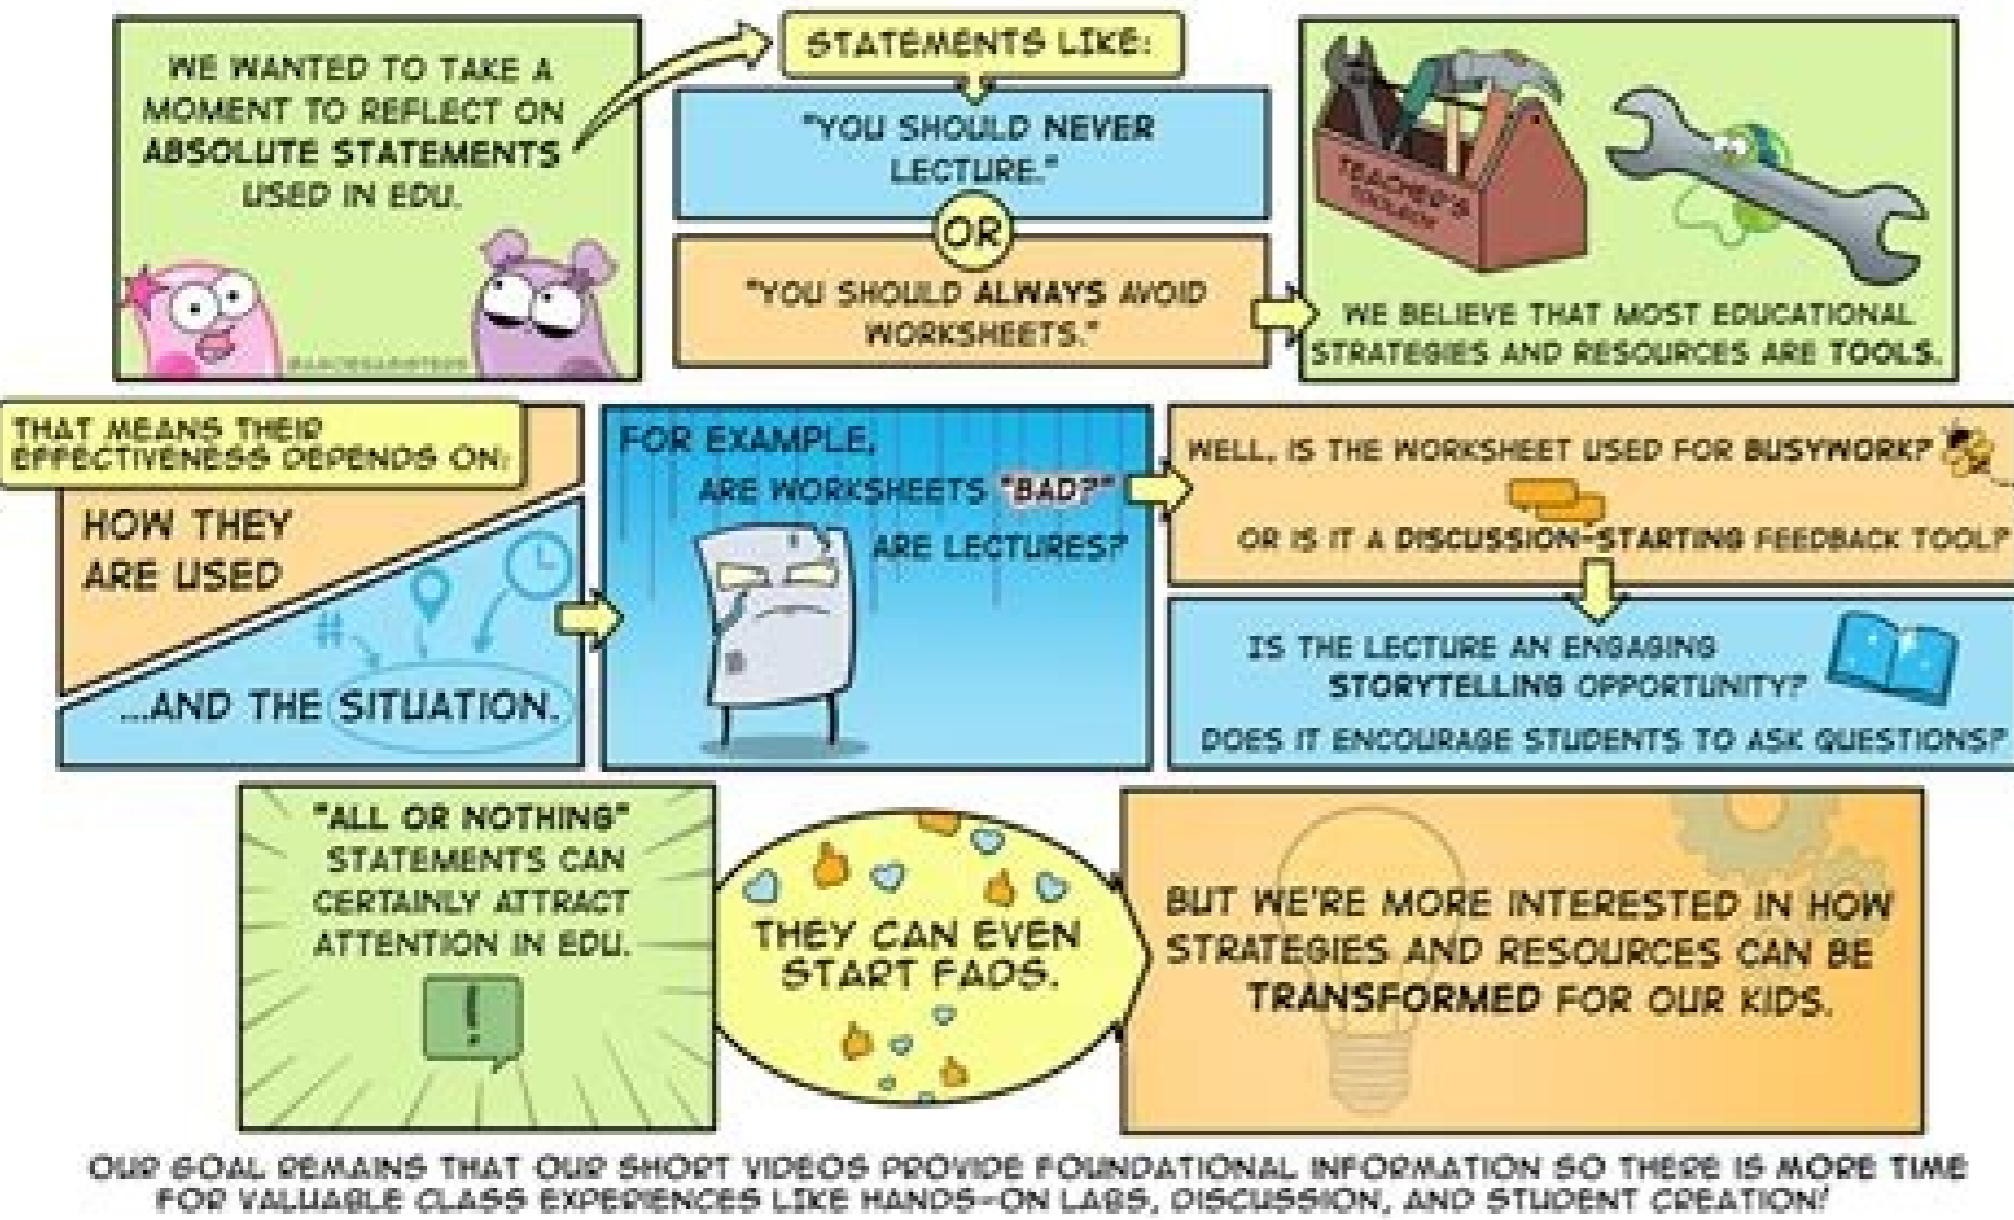 WE WANTED TO TAKE A
MOMENT TO REFLECT ON
ABSOLUTE STATEMENTS
USED IN EDU.
STATEMENTS LIKE:
"YOU SHOULD NEVER
LECTURE."
OR
"YOU SHOULD ALWAYS AVOID
WORKSHEETS."
TEACHER'S
TOOLBOX
WE BELIEVE THAT MOST EDUCATIONAL
STRATEGIES AND RESOURCES ARE TOOLS.
THAT MEANS THEIR
EFFECTIVENESS DEPENDS ON:
HOW THEY
ARE USED
#
...AND THE SITUATION.
FOR EXAMPLE,
ARE WORKSHEETS "BAD?"
ARE LECTURES?
WELL, IS THE WORKSHEET USED FOR BUSYWORK?
OR IS IT A DISCUSSION-STARTING FEEDBACK TOOL?
IS THE LECTURE AN ENGAGING
STORYTELLING OPPORTUNITY?
DOES IT ENCOURAGE STUDENTS TO ASK QUESTIONS?
"ALL OR NOTHING"
STATEMENTS CAN
CERTAINLY ATTRACT
ATTENTION IN EDU.
!
THEY CAN EVEN
START FADS.
BUT WE'RE MORE INTERESTED IN HOW
STRATEGIES AND RESOURCES CAN BE
TRANSFORMED FOR OUR KIDS.
OUR GOAL REMAINS THAT OUR SHORT VIDEOS PROVIDE FOUNDATIONAL INFORMATION SO THERE IS MORE TIME
FOR VALUABLE CLASS EXPERIENCES LIKE HANDS-ON LABS, DISCUSSION, AND STUDENT CREATION!